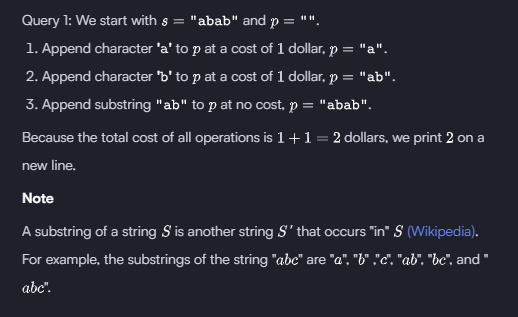 Query 1: We start with s = "abab" and p = "".
1. Append character 'a' to p at a cost of 1 dollar, p = "a".
2. Append character 'b' to p at a cost of 1 dollar, p = "ab".
3. Append substring "ab" to p at no cost, p = "abab".
Because the total cost of all operations is 1 + 1 = 2 dollars, we print 2 on a
new line.
Note
A substring of a string S is another string S′ that occurs "in" S (Wikipedia).
For example, the substrings of the string "abc" are "a", "b" ,"c", "ab", "bc", and "
abc".